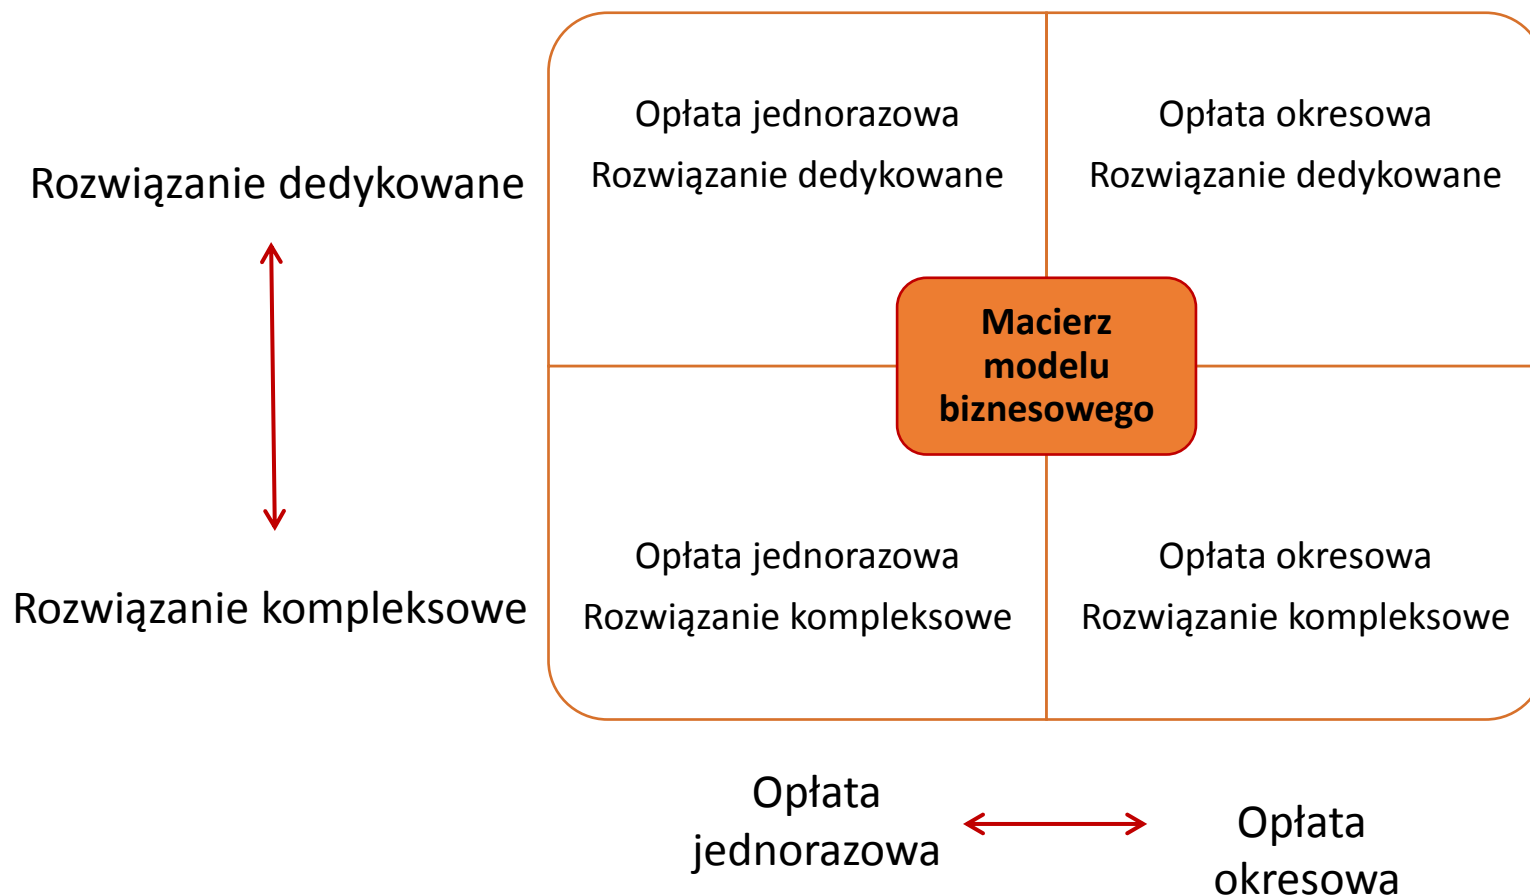 Opłata jednorazowa
Rozwiązanie dedykowane
Opłata okresowa
Rozwiązanie dedykowane
Rozwiązanie dedykowane
Macierz
modelu
biznesowego
Rozwiązanie kompleksowe
Opłata jednorazowa
Rozwiązanie kompleksowe
Opłata okresowa
Rozwiązanie kompleksowe
Opłata
jednorazowa
Opłata
okresowa